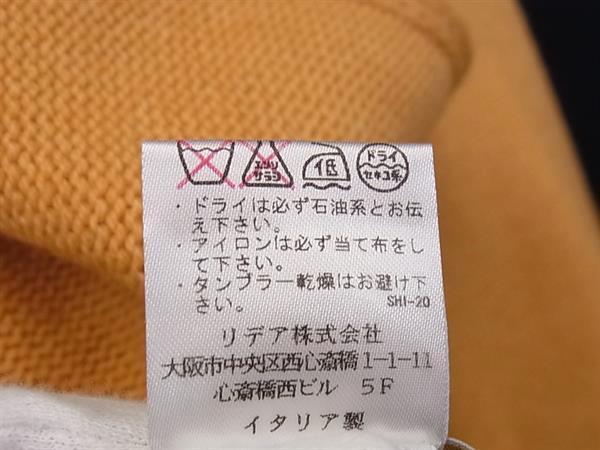 エンソ
サラシ
低
ドライ
セキユ系
・ドライは必ず石油系とお伝
え下さい。
・アイロンは必ず当て布をし
て下さい。
・タンブラー乾燥はお避け下
さい。
SHI-20
リデア株式会社
大阪市中央区西心斎橋1-1-11
心斎橋西ビル 5F
イタリア製